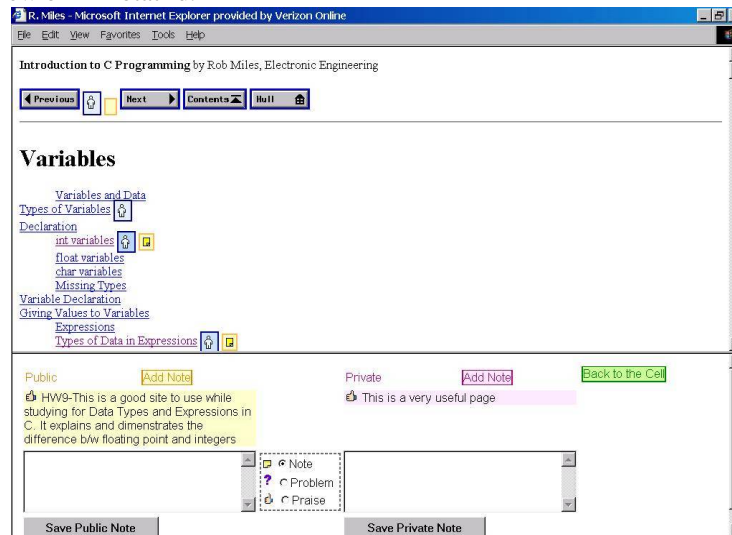 R. Miles - Microsoft Internet Explorer provided by Verizon Online
File Edit View Favorites Tools Help
Introduction to C Programming by Rob Miles, Electronic Engineering
Previous Next Contents Hull
Variables
Variables and Data
Types of Variables
Declaration
int variables
float variables
char variables
Missing Types
Variable Declaration
Giving Values to Variables
Expressions
Types of Data in Expressions
Public Add Note Private Add Note Back to the Cell
HW9-This is a good site to use while
studying for Data Types and Expressions in
C. It explains and dimenstrates the
difference b/w floating point and integers
This is a very useful page
Note
? Problem
Praise
Save Public Note Save Private Note